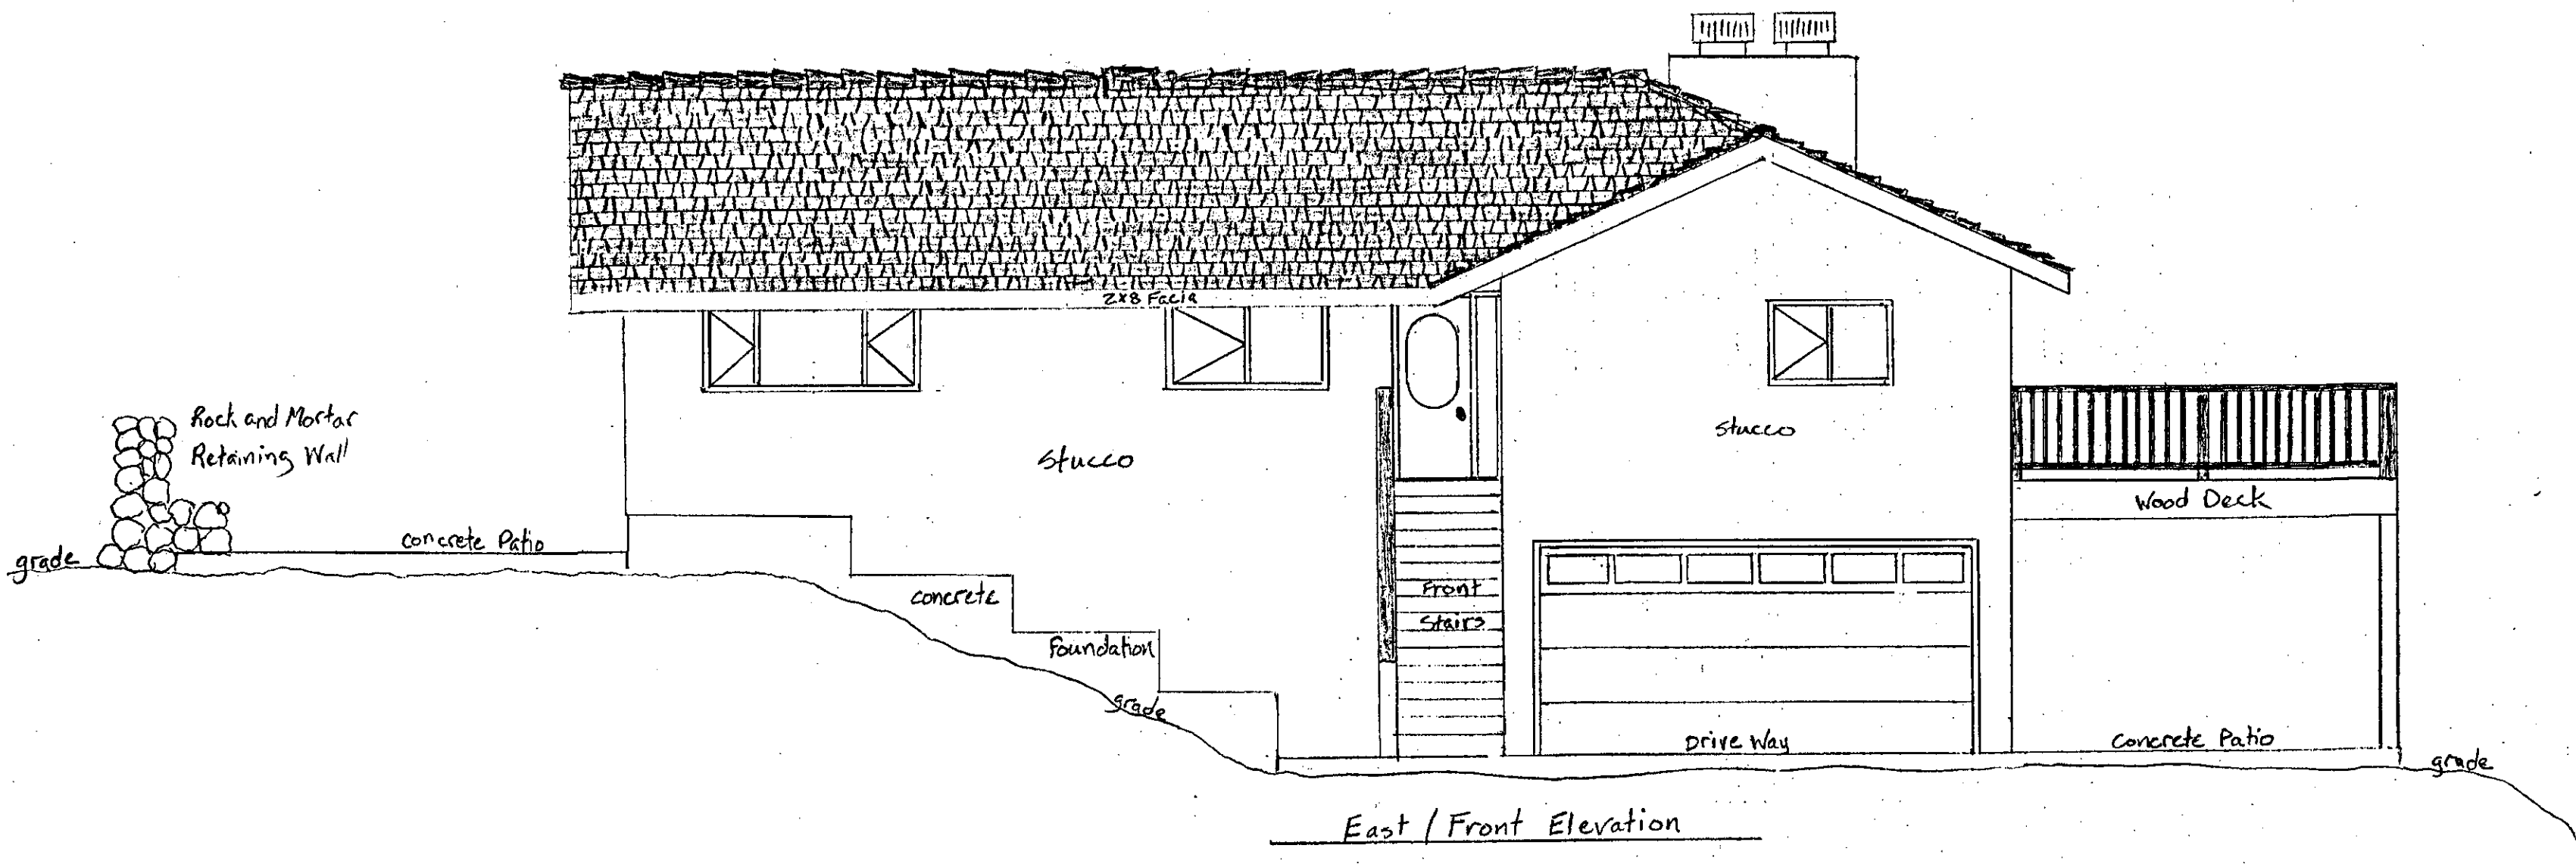 2x8 Facia
Rock and Mortar
Retaining Wall
Stucco
Stucco
Wood Deck
concrete Patio
grade
concrete
Foundation
grade
Front
Stairs
Drive Way
Concrete Patio
grade
East / Front Elevation